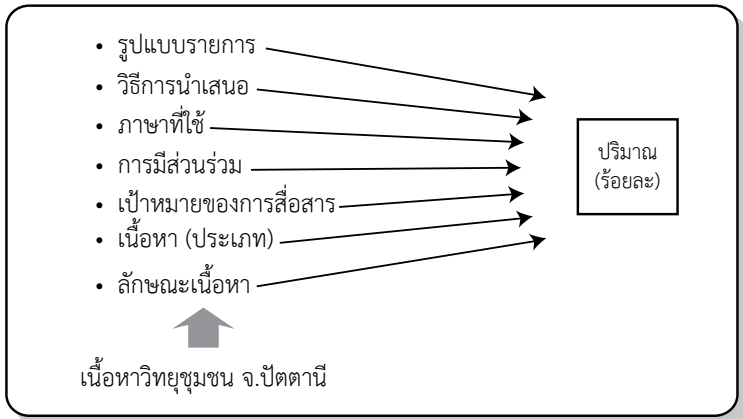 • รูปแบบรายการ
• วิธีการนำเสนอ
• ภาษาที่ใช้
• การมีส่วนร่วม
• เป้าหมายของการสื่อสาร
• เนื้อหา (ประเภท)
• ลักษณะเนื้อหา
ปริมาณ
(ร้อยละ)
เนื้อหาวิทยุชุมชน จ.ปัตตานี